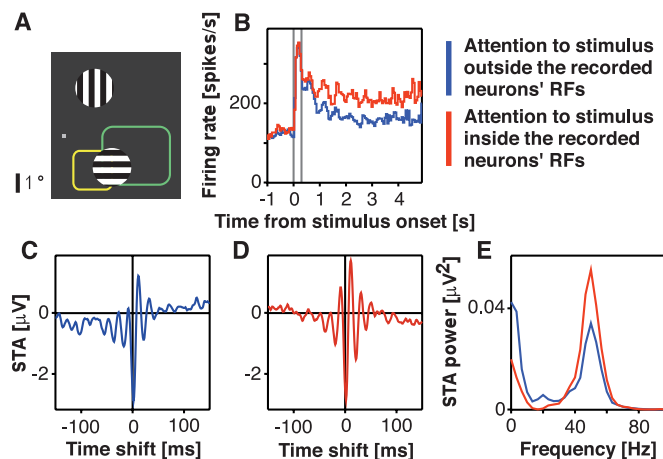 A
1°
B
Firing rate [spikes/s]
200
-1 0 1 2 3 4
Time from stimulus onset [s]
Attention to stimulus
outside the recorded
neurons' RFs
Attention to stimulus
inside the recorded
neurons' RFs
C
STA [μV]
0
-2
-100 0 100
Time shift [ms]
D
0
-2
-100 0 100
Time shift [ms]
E
STA power [μV²]
0.04
0
0 40 80
Frequency [Hz]